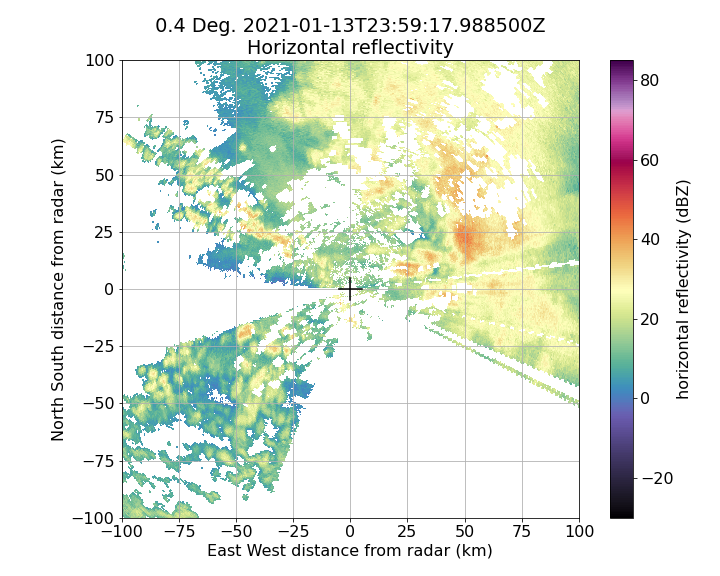 0.4 Deg. 2021-01-13T23:59:17.988500Z
Horizontal reflectivity
North South distance from radar (km)
100
75
50
25
0
−25
−50
−75
−100
−100 −75 −50 −25 0 25 50 75 100
East West distance from radar (km)
80
60
40
20
0
−20
horizontal reflectivity (dBZ)